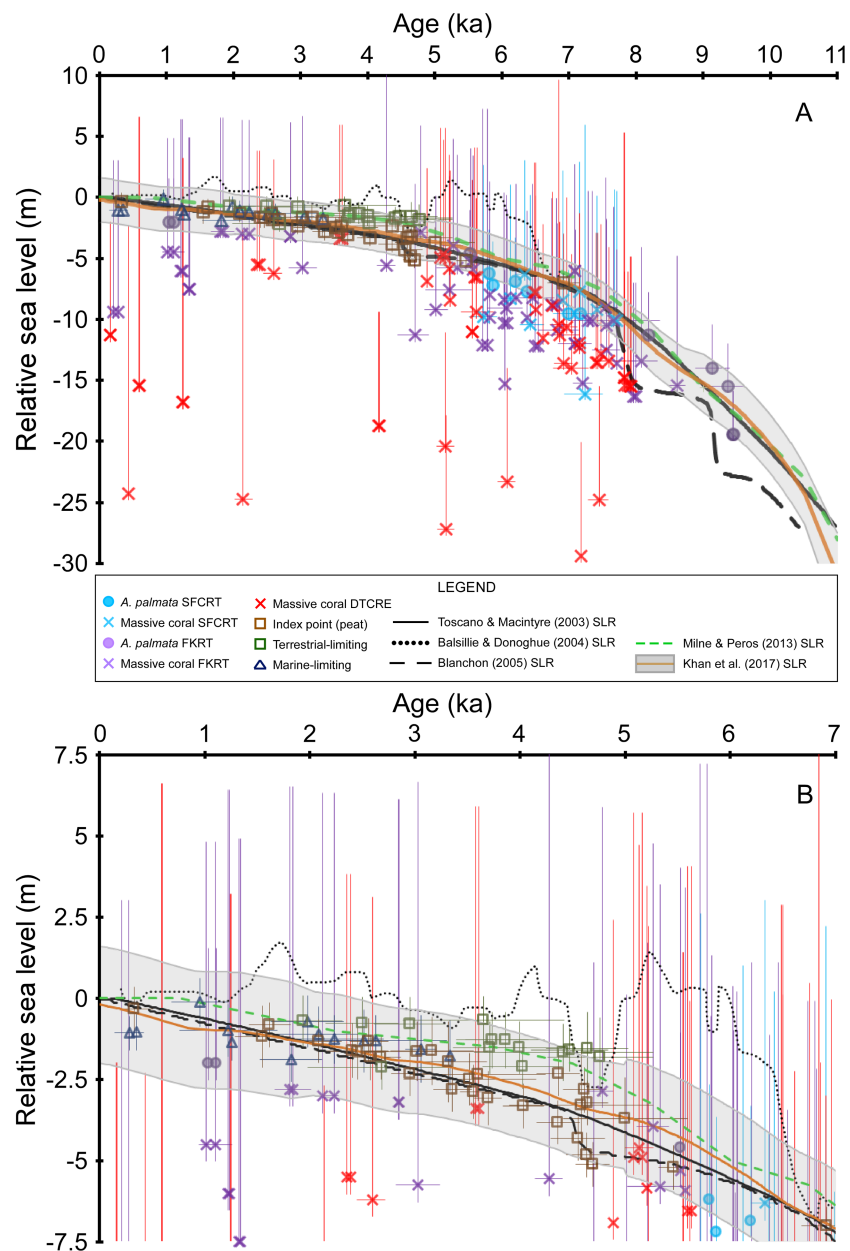 Age (ka)
0 1 2 3 4 5 6 7 8 9 10 11
A
Relative sea level (m)
10
5
0
-5
-10
-15
-20
-25
-30
LEGEND
A. palmata SFCRT
Massive coral SFCRT
A. palmata FKRT
Massive coral FKRT
Massive coral DTCRE
Index point (peat)
Terrestrial-limiting
Marine-limiting
Toscano & Macintyre (2003) SLR
Balsillie & Donoghue (2004) SLR
Blanchon (2005) SLR
Milne & Peros (2013) SLR
Khan et al. (2017) SLR
Age (ka)
0 1 2 3 4 5 6 7
B
Relative sea level (m)
7.5
5
2.5
0
-2.5
-5
-7.5